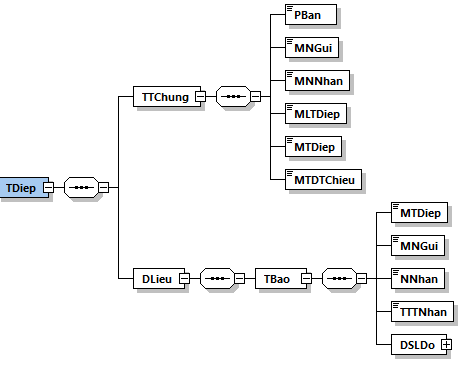 PBan
MNGui
MNNhan
TTChung
MLTDiep
MTDiep
MTDTChieu
TDiep
MTDiep
MNGui
DLieu
TBao
NNhan
TTTNhan
DSLDo